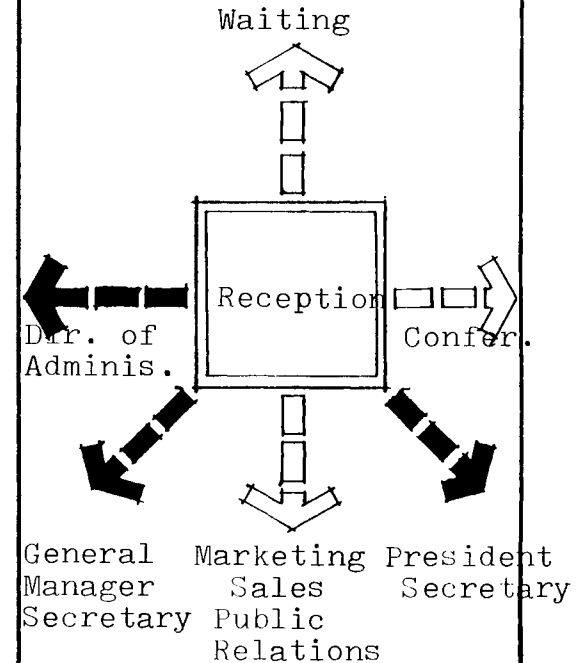 Waiting
Reception
Dir. of
Adminis.
Confer.
General
Manager
Secretary
Marketing
Sales
Public
Relations
President
Secretary